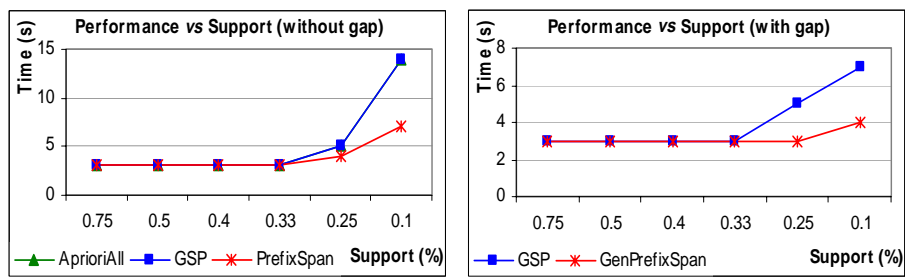 Performance vs Support (without gap)
Time (s)
15
10
5
0
0.75 0.5 0.4 0.33 0.25 0.1
AprioriAll GSP PrefixSpan Support (%)
Performance vs Support (with gap)
Time (s)
8
6
4
2
0
0.75 0.5 0.4 0.33 0.25 0.1
GSP GenPrefixSpan Support (%)